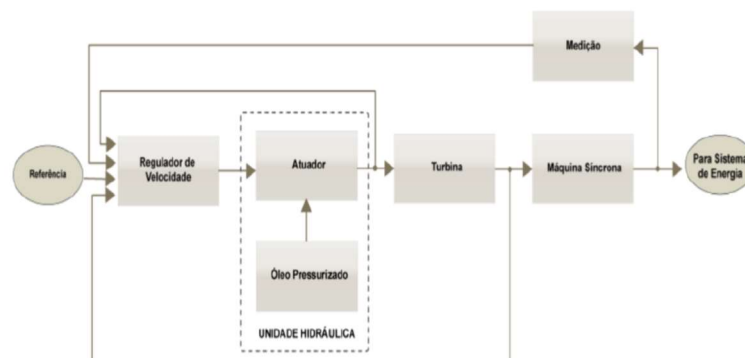 Medição
Referência
Regulador de
Velocidade
Atuador
Turbina
Máquina Síncrona
Para Sistema
de Energia
Óleo Pressurizado
UNIDADE HIDRÁULICA